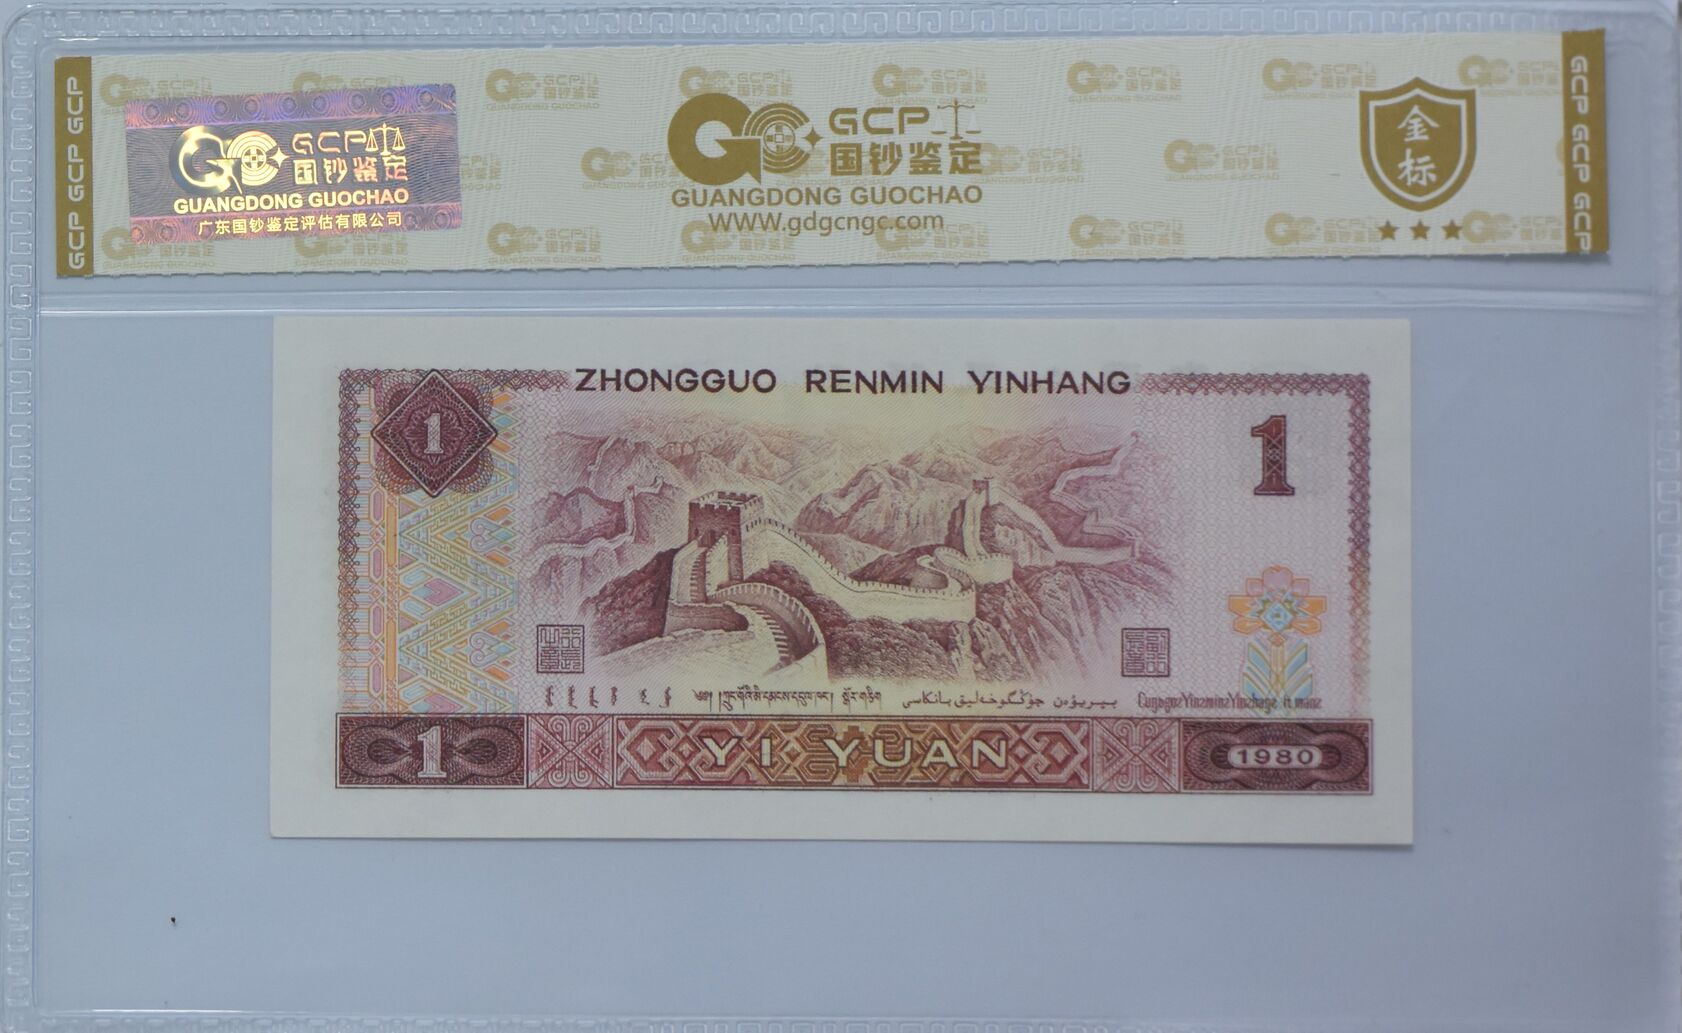 GCP GCP GCP
GCP
国钞鉴定
GUANGDONG GUOCHAO
广东国钞鉴定评估有限公司
GCP
国钞鉴定
GUANGDONG GUOCHAO
WWW.gdgcngc.com
金标
GCP GCP GCP
ZHONGGUO RENMIN YINHANG
1
1
1
YI YUAN
1980